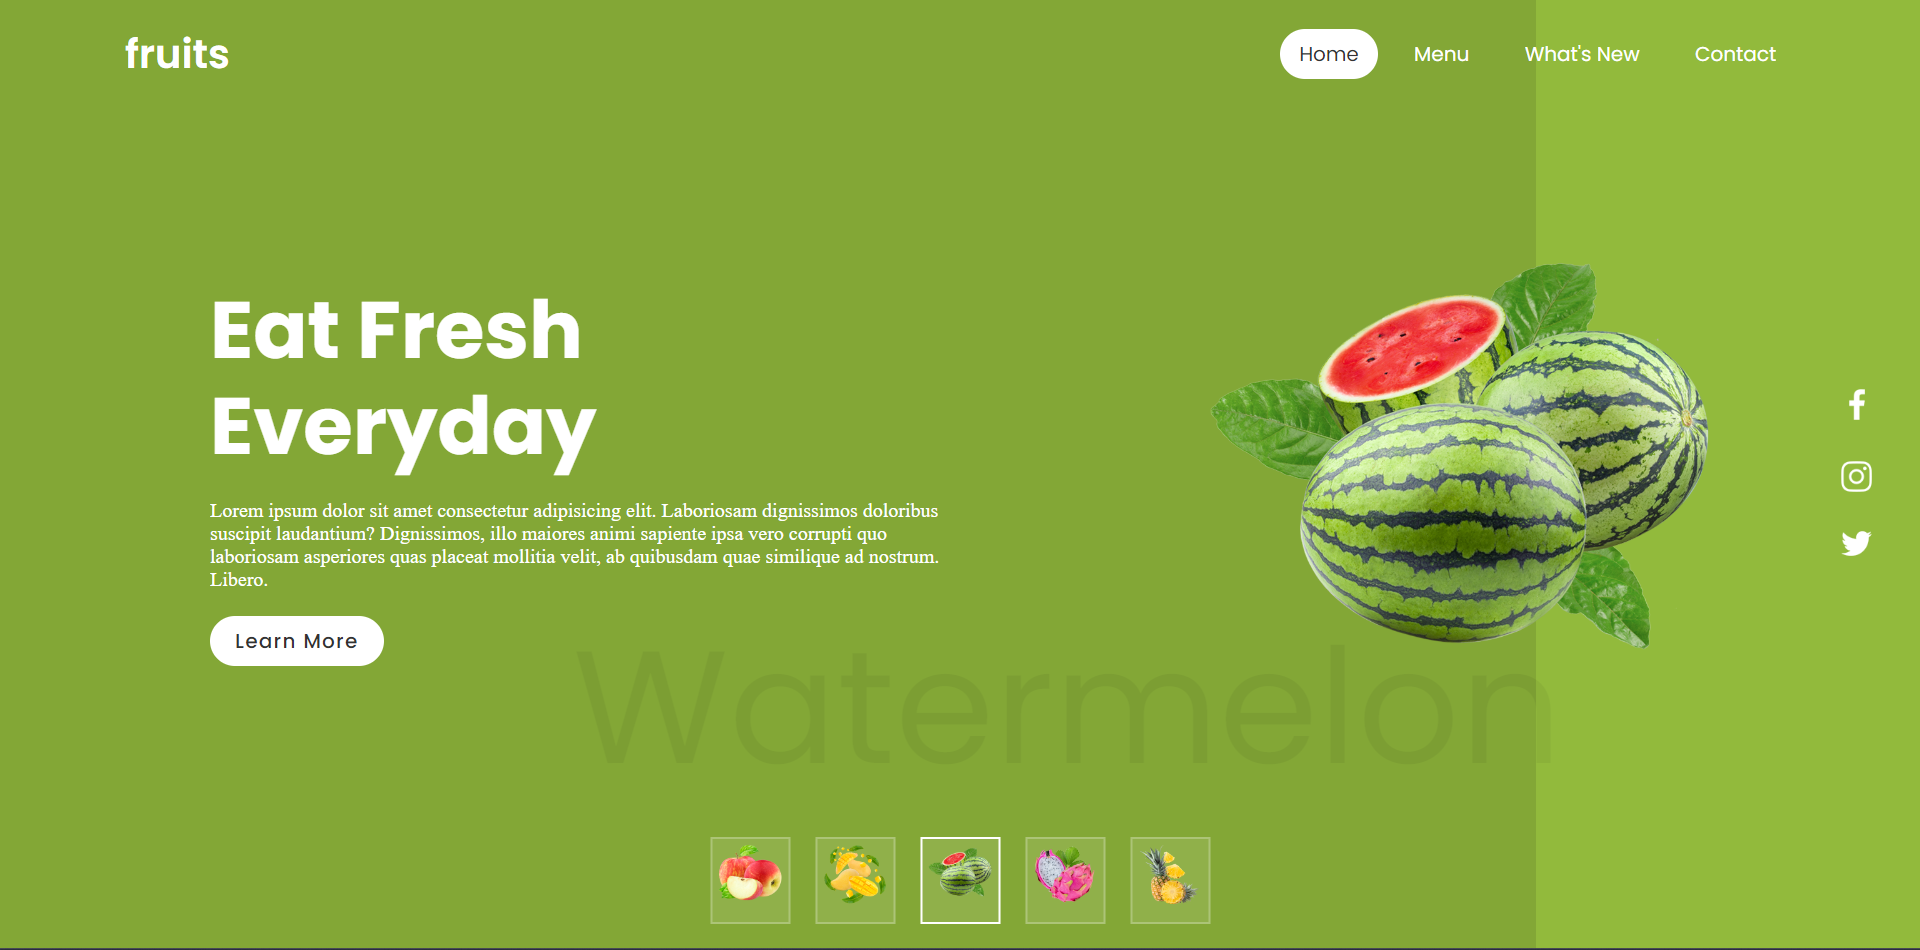 fruits
Home Menu What's New Contact
Eat Fresh
Everyday
Lorem ipsum dolor sit amet consectetur adipisicing elit. Laboriosam dignissimos doloribus
suscipit laudantium? Dignissimos, illo maiores animi sapiente ipsa vero corrupti quo
laboriosam asperiores quas placeat mollitia velit, ab quibusdam quae similique ad nostrum.
Libero.
Learn More
Watermelon